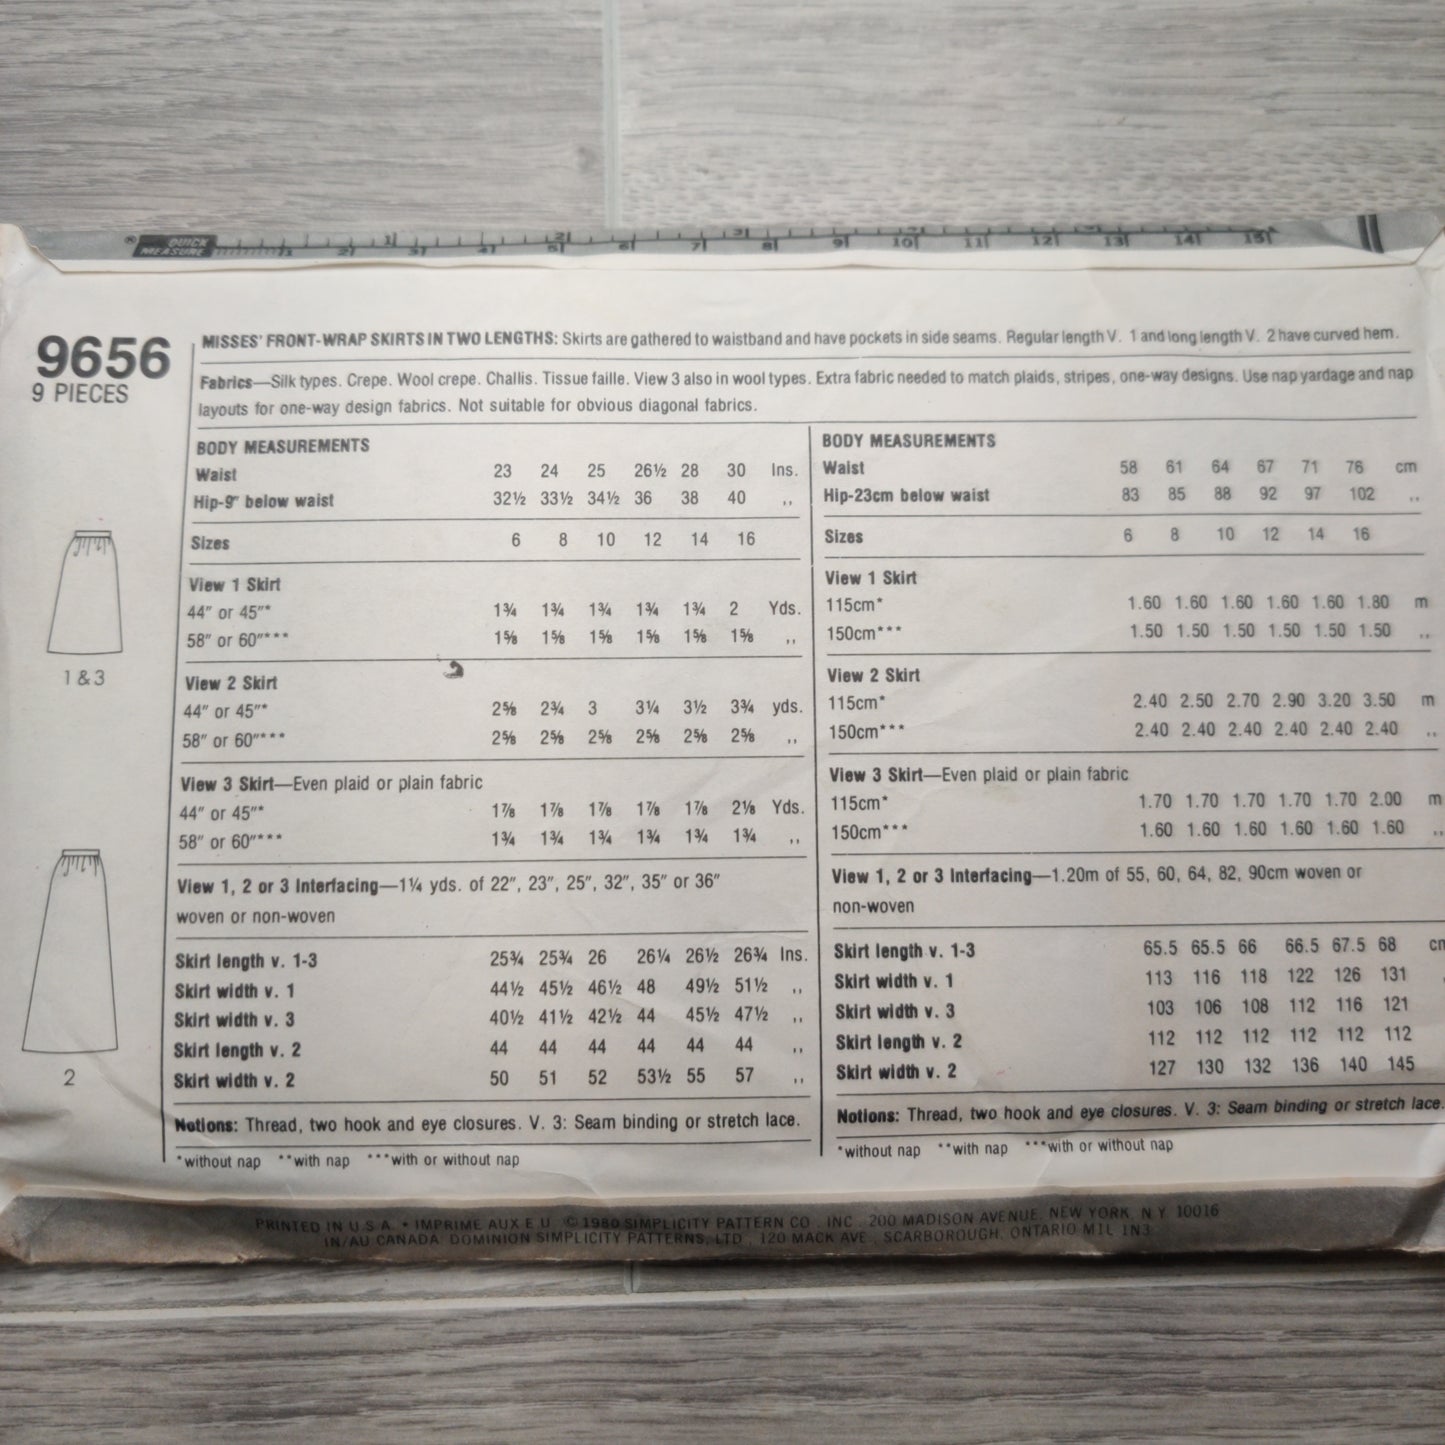 QUICK MEASURE
1 2 3 4 5 6 7 8 9 10 11 12 13 14 15
9656
9 PIECES
1 & 3
2
MISSES' FRONT-WRAP SKIRTS IN TWO LENGTHS: Skirts are gathered to waistband and have pockets in side seams. Regular length V. 1 and long length V. 2 have curved hem.
Fabrics—Silk types. Crepe. Wool crepe. Challis. Tissue faille. View 3 also in wool types. Extra fabric needed to match plaids, stripes, one-way designs. Use nap yardage and nap
layouts for one-way design fabrics. Not suitable for obvious diagonal fabrics.
BODY MEASUREMENTS
Waist 23 24 25 26½ 28 30 Ins.
Hip-9" below waist 32½ 33½ 34½ 36 38 40 ,,
Sizes 6 8 10 12 14 16
View 1 Skirt
44" or 45"* 1¾ 1¾ 1¾ 1¾ 1¾ 2 Yds.
58" or 60"*** 1⅝ 1⅝ 1⅝ 1⅝ 1⅝ 1⅝ ,,
View 2 Skirt
44" or 45"* 2⅝ 2¾ 3 3¼ 3½ 3¾ yds.
58" or 60"*** 2⅝ 2⅝ 2⅝ 2⅝ 2⅝ 2⅝ ,,
View 3 Skirt—Even plaid or plain fabric
44" or 45"* 1⅞ 1⅞ 1⅞ 1⅞ 1⅞ 2⅛ Yds.
58" or 60"*** 1¾ 1¾ 1¾ 1¾ 1¾ 1¾ ,,
View 1, 2 or 3 Interfacing—1¼ yds. of 22", 23", 25", 32", 35" or 36"
woven or non-woven
Skirt length v. 1-3 25¾ 25¾ 26 26¼ 26½ 26¾ Ins.
Skirt width v. 1 44½ 45½ 46½ 48 49½ 51½ ,,
Skirt width v. 3 40½ 41½ 42½ 44 45½ 47½ ,,
Skirt length v. 2 44 44 44 44 44 44 ,,
Skirt width v. 2 50 51 52 53½ 55 57 ,,
Notions: Thread, two hook and eye closures. V. 3: Seam binding or stretch lace.
*without nap **with nap ***with or without nap
BODY MEASUREMENTS
Waist 58 61 64 67 71 76 cm
Hip-23cm below waist 83 85 88 92 97 102 ,,
Sizes 6 8 10 12 14 16
View 1 Skirt
115cm* 1.60 1.60 1.60 1.60 1.60 1.80 m
150cm*** 1.50 1.50 1.50 1.50 1.50 1.50 ,,
View 2 Skirt
115cm* 2.40 2.50 2.70 2.90 3.20 3.50 m
150cm*** 2.40 2.40 2.40 2.40 2.40 2.40 ,,
View 3 Skirt—Even plaid or plain fabric
115cm* 1.70 1.70 1.70 1.70 1.70 2.00 m
150cm*** 1.60 1.60 1.60 1.60 1.60 1.60 ,,
View 1, 2 or 3 Interfacing—1.20m of 55, 60, 64, 82, 90cm woven or
non-woven
Skirt length v. 1-3 65.5 65.5 66 66.5 67.5 68 cm
Skirt width v. 1 113 116 118 122 126 131
Skirt width v. 3 103 106 108 112 116 121
Skirt length v. 2 112 112 112 112 112 112
Skirt width v. 2 127 130 132 136 140 145
Notions: Thread, two hook and eye closures. V. 3: Seam binding or stretch lace.
*without nap **with nap ***with or without nap
PRINTED IN U.S.A. • IMPRIME AUX E.U. © 1980 SIMPLICITY PATTERN CO., INC., 200 MADISON AVENUE, NEW YORK, N.Y. 10016
IN/AU CANADA: DOMINION SIMPLICITY PATTERNS, LTD., 120 MACK AVE., SCARBOROUGH, ONTARIO M1L 1N3